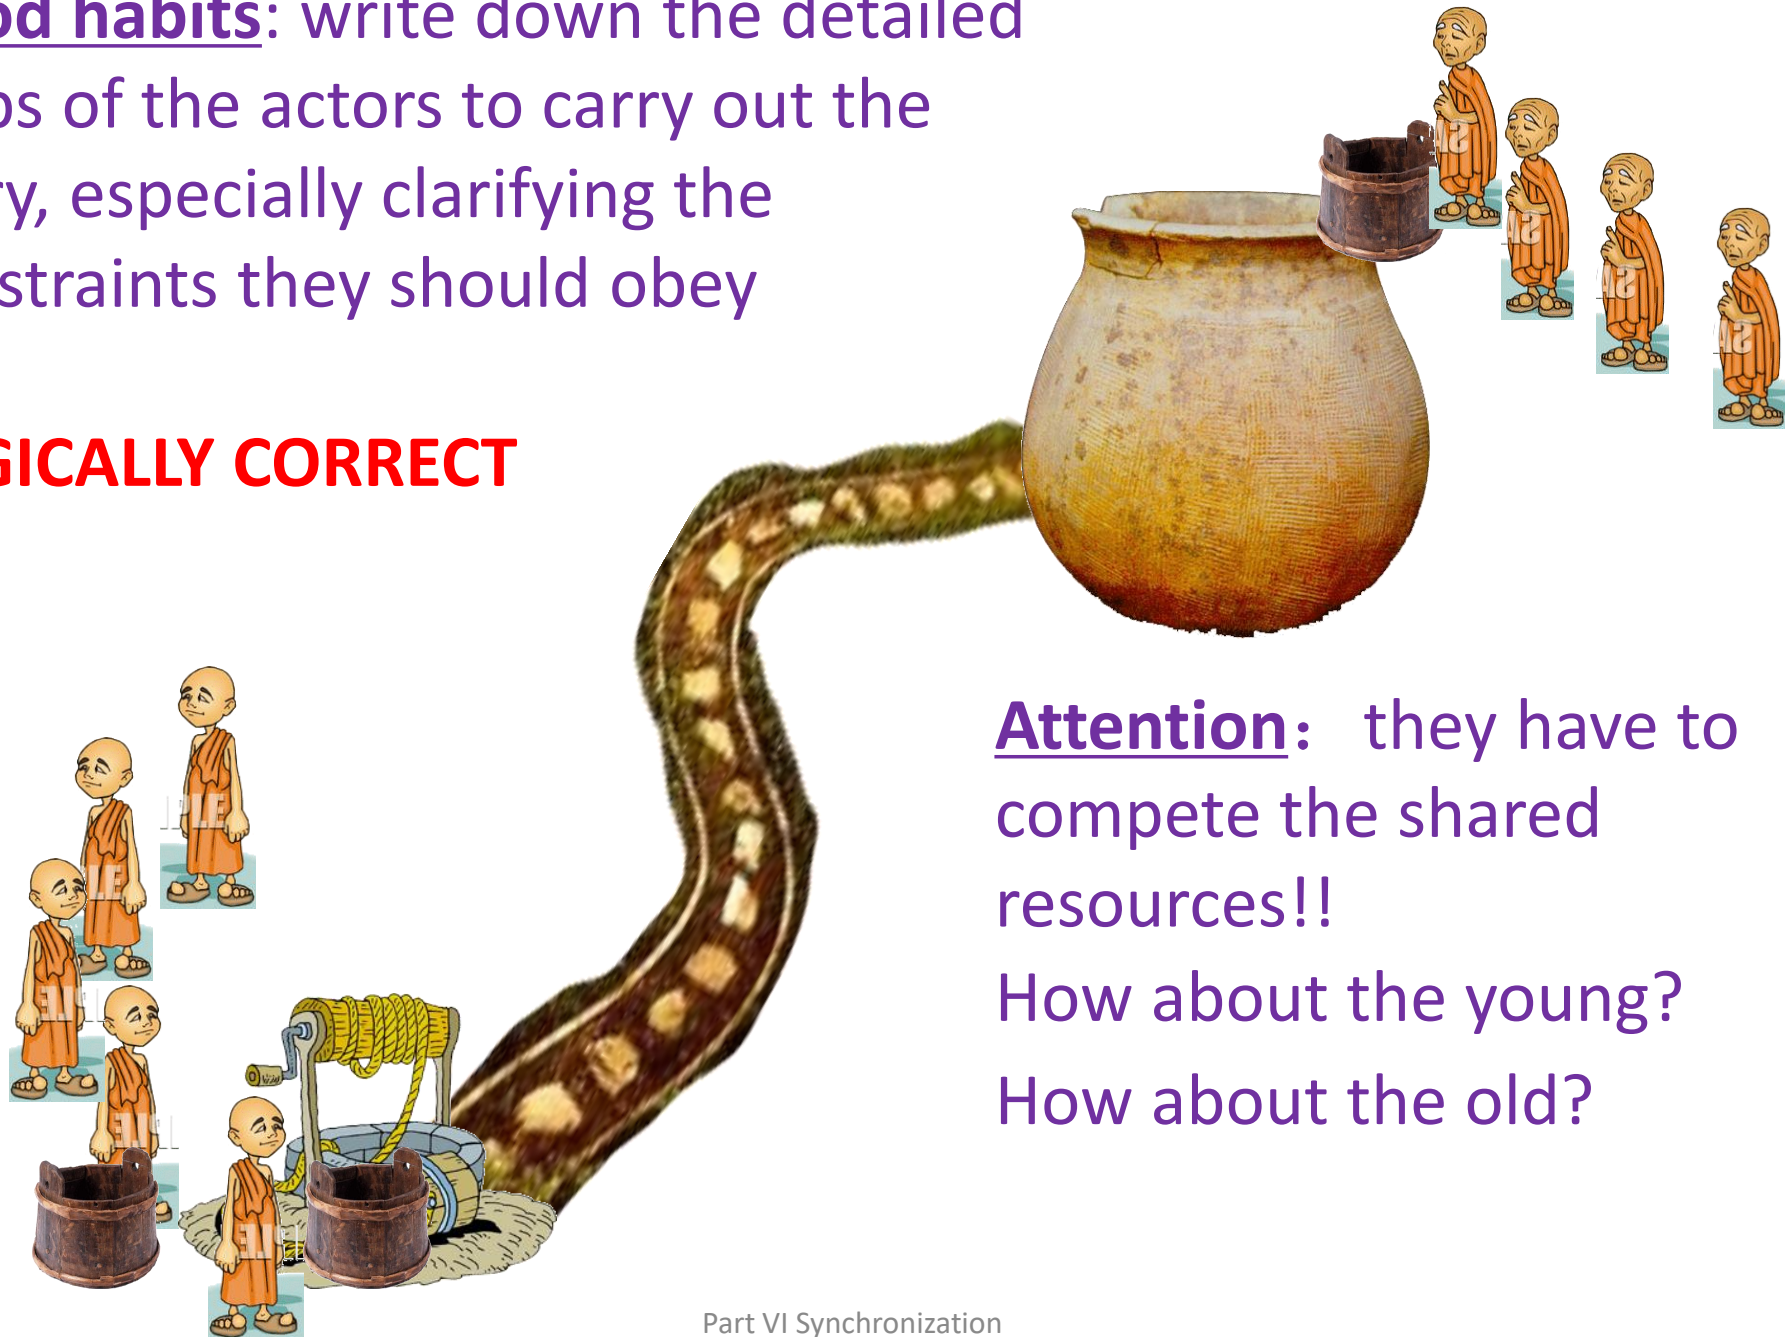 od habits: write down the detailed
ps of the actors to carry out the
ry, especially clarifying the
straints they should obey
GICALLY CORRECT
Attention： they have to
compete the shared
resources!!
How about the young?
How about the old?
Part VI Synchronization